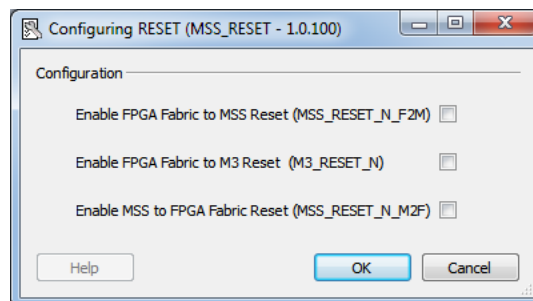 Configuring RESET (MSS_RESET - 1.0.100)
Configuration
Enable FPGA Fabric to MSS Reset (MSS_RESET_N_F2M)
Enable FPGA Fabric to M3 Reset (M3_RESET_N)
Enable MSS to FPGA Fabric Reset (MSS_RESET_N_M2F)
Help OK Cancel